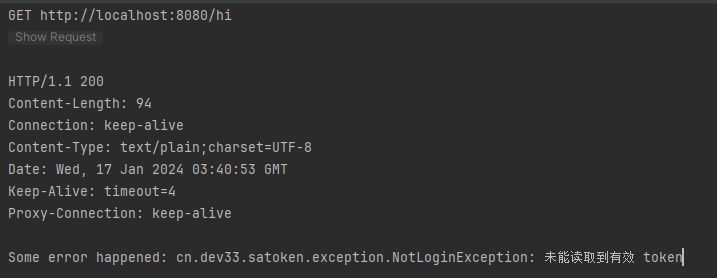 GET http://localhost:8080/hi
Show Request
HTTP/1.1 200
Content-Length: 94
Connection: keep-alive
Content-Type: text/plain;charset=UTF-8
Date: Wed, 17 Jan 2024 03:40:53 GMT
Keep-Alive: timeout=4
Proxy-Connection: keep-alive
Some error happened: cn.dev33.satoken.exception.NotLoginException: 未能读取到有效 token